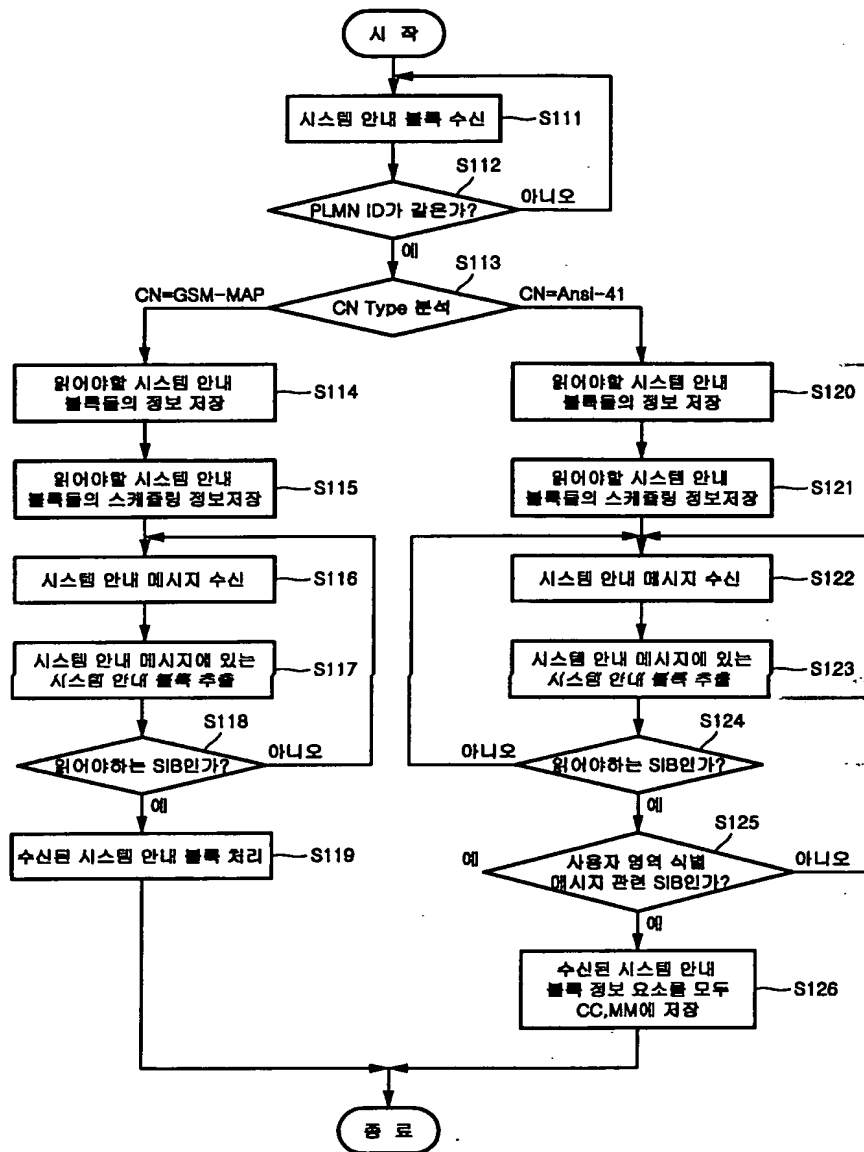 시 작
시스템 안내 블록 수신
S111
S112
PLMN ID가 같은가?
아니오
예
S113
CN=GSM-MAP
CN Type 분석
CN=Ansi-41
읽어야할 시스템 안내
블록들의 정보 저장
S114
읽어야할 시스템 안내
블록들의 스케쥴링 정보저장
S115
시스템 안내 메시지 수신
S116
시스템 안내 메시지에 있는
시스템 안내 블록 추출
S117
S118
읽어야하는 SIB인가?
아니오
예
수신된 시스템 안내 블록 처리
S119
읽어야할 시스템 안내
블록들의 정보 저장
S120
읽어야할 시스템 안내
블록들의 스케쥴링 정보저장
S121
시스템 안내 메시지 수신
S122
시스템 안내 메시지에 있는
시스템 안내 블록 추출
S123
S124
아니오
읽어야하는 SIB인가?
예
S125
예
사용자 영역 식별
메시지 관련 SIB인가?
아니오
예
수신된 시스템 안내
블록 정보 요소를 모두
CC,MM에 저장
S126
종 료